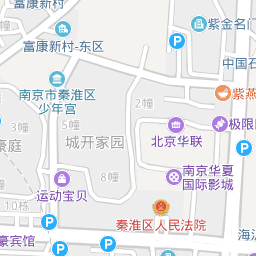 富康新村
紫金名门
富康新村-东区
中国石
南京市秦淮区
少年宫
2幢
紫燕
5幢
3幢
城开家园
北京华联
极限
豪庭
8幢
南京华夏
国际影城
运动宝贝
10栋
秦淮区人民法院
豪宾馆
海江